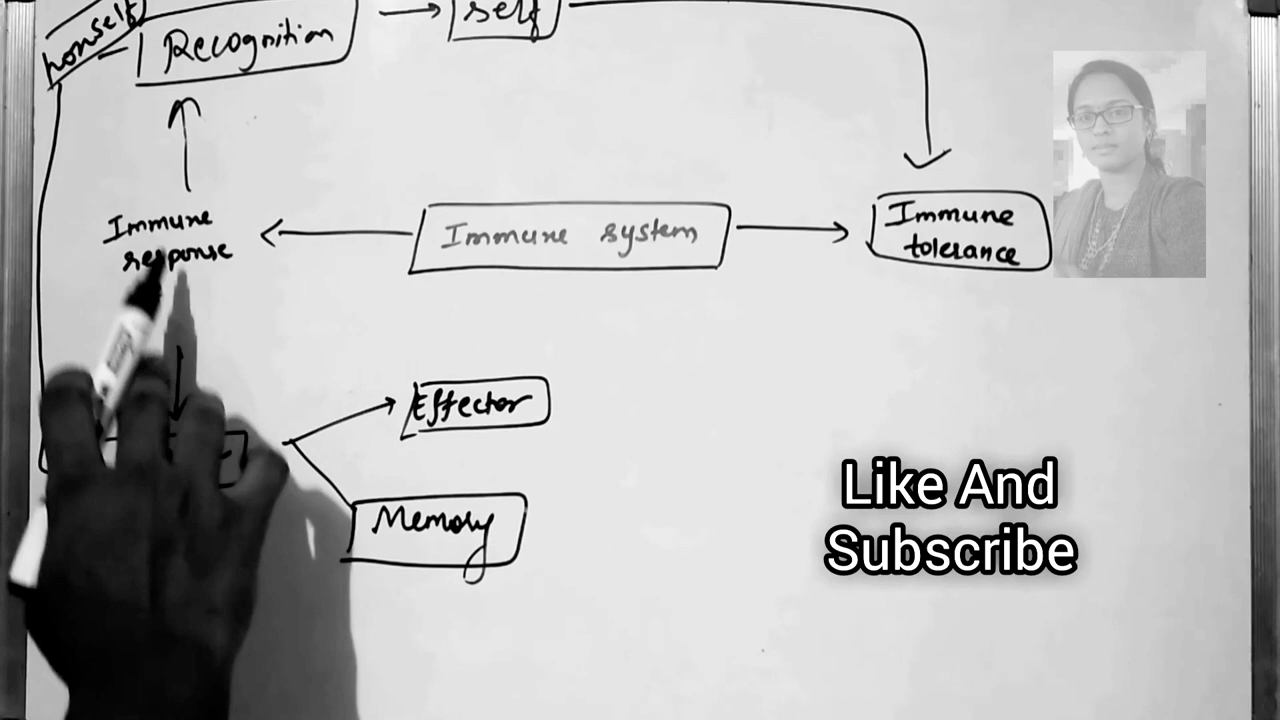 nonself
Recognition
self
Immune
response
Immune system
Immune
tolerance
Effector
Memory
Like And
Subscribe